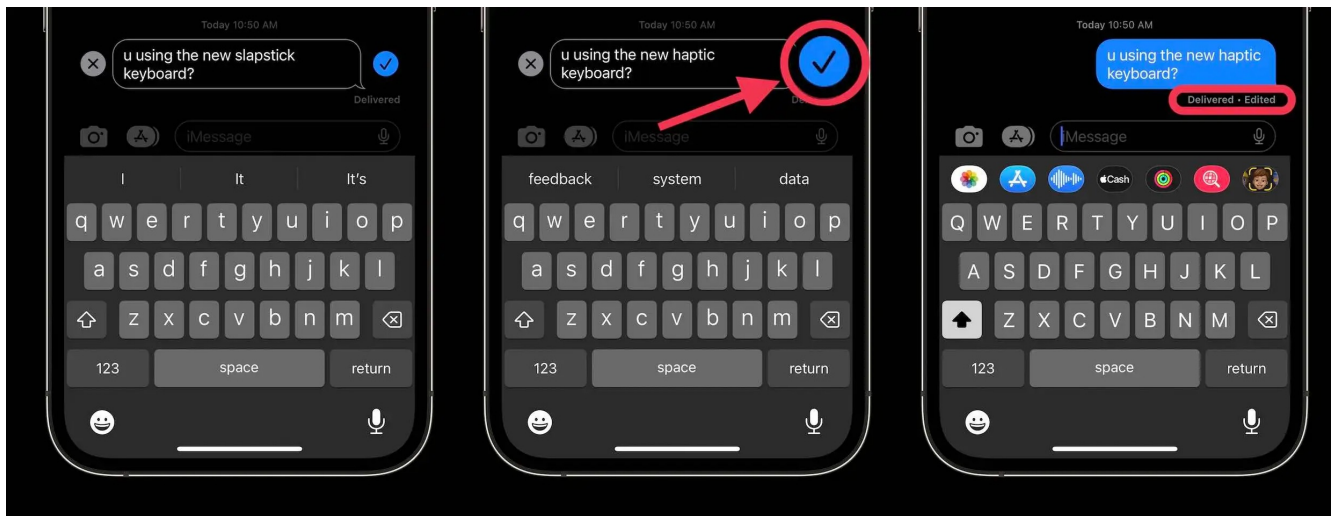 Today 10:50 AM
u using the new slapstick
keyboard?
Delivered
iMessage
I It It's
q w e r t y u i o p
a s d f g h j k l
z x c v b n m
123 space return
Today 10:50 AM
u using the new haptic
keyboard?
iMessage
feedback system data
q w e r t y u i o p
a s d f g h j k l
z x c v b n m
123 space return
Today 10:50 AM
u using the new haptic
keyboard?
Delivered • Edited
iMessage
Cash
Q W E R T Y U I O P
A S D F G H J K L
Z X C V B N M
123 space return